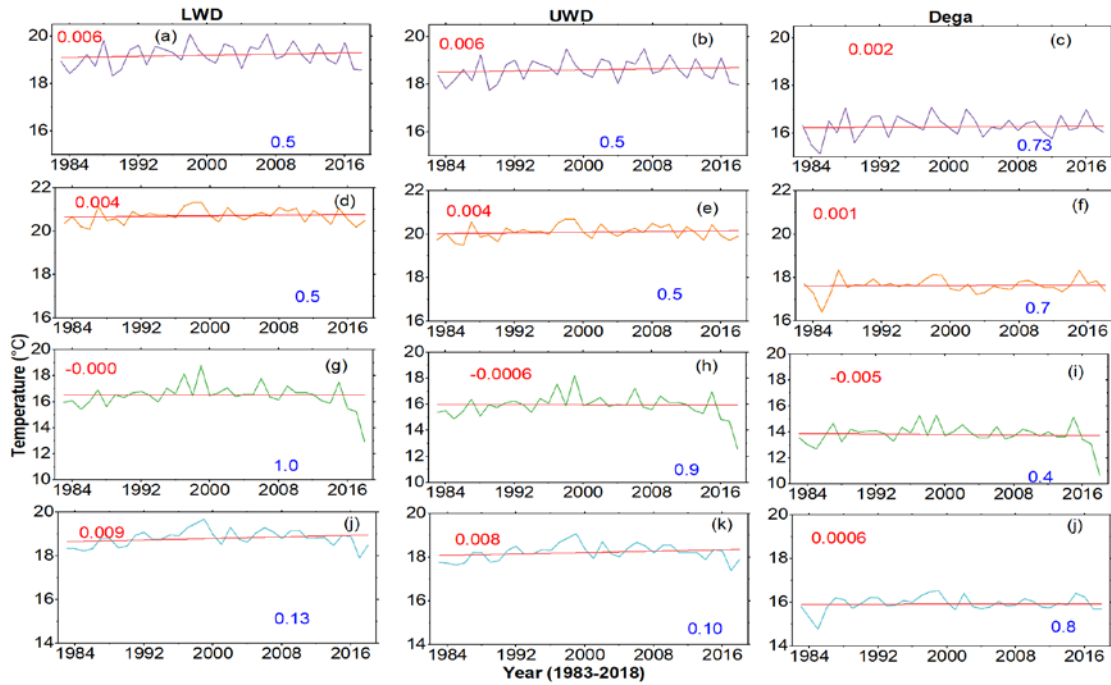 LWD UWD Dega
20 0.006 (a) 20 0.006 (b) 20 0.002 (c)
18 18 18
16 0.5 16 0.5 16 0.73
1984 1992 2000 2008 2016 1984 1992 2000 2008 2016 1984 1992 2000 2008 2016
22 0.004 (d) 22 0.004 (e) 22 0.001 (f)
20 20 20
18 0.5 18 0.5 18 0.7
16 16 16
1984 1992 2000 2008 2016 1984 1992 2000 2008 2016 1984 1992 2000 2008 2016
Temperature (°C)
20 -0.000 (g) 20 -0.0006 (h) 20 -0.005 (i)
18 18 18
16 16 16
14 14 14
12 1.0 12 0.9 12 0.4
10 10 10
1984 1992 2000 2008 2016 1984 1992 2000 2008 2016 1984 1992 2000 2008 2016
20 0.009 (j) 20 0.008 (k) 20 0.0006 (j)
18 18 18
16 0.13 16 0.10 16 0.8
14 14 14
1984 1992 2000 2008 2016 1984 1992 2000 2008 2016 1984 1992 2000 2008 2016
Year (1983-2018)